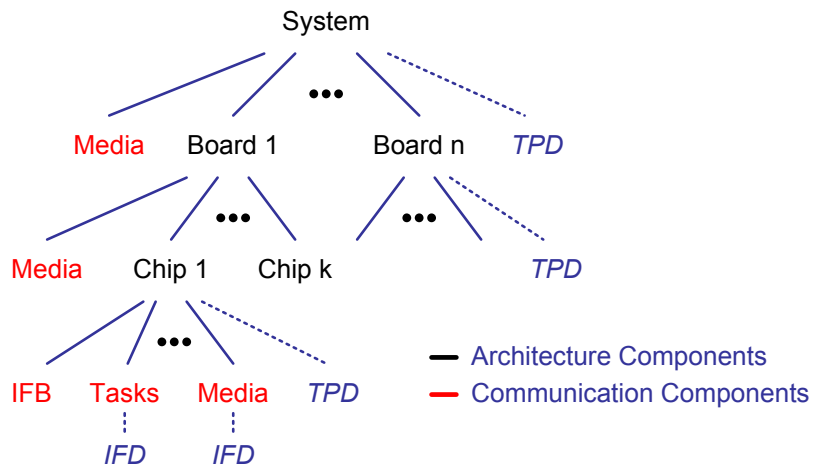 System
Media Board 1 Board n TPD
Media Chip 1 Chip k TPD
IFB Tasks Media TPD
Architecture Components
Communication Components
IFD IFD